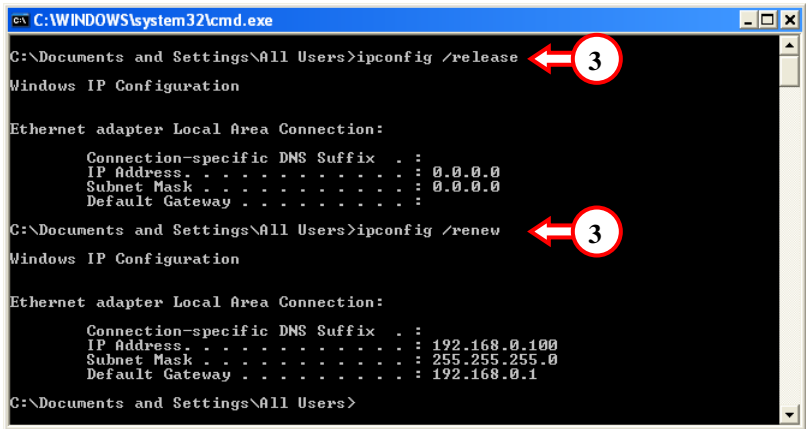 C:\WINDOWS\system32\cmd.exe
C:\Documents and Settings\All Users>ipconfig /release
3
Windows IP Configuration
Ethernet adapter Local Area Connection:
Connection-specific DNS Suffix . :
IP Address. . . . . . . . . . . . : 0.0.0.0
Subnet Mask . . . . . . . . . . . : 0.0.0.0
Default Gateway . . . . . . . . . :
C:\Documents and Settings\All Users>ipconfig /renew
3
Windows IP Configuration
Ethernet adapter Local Area Connection:
Connection-specific DNS Suffix . :
IP Address. . . . . . . . . . . . : 192.168.0.100
Subnet Mask . . . . . . . . . . . : 255.255.255.0
Default Gateway . . . . . . . . . : 192.168.0.1
C:\Documents and Settings\All Users>